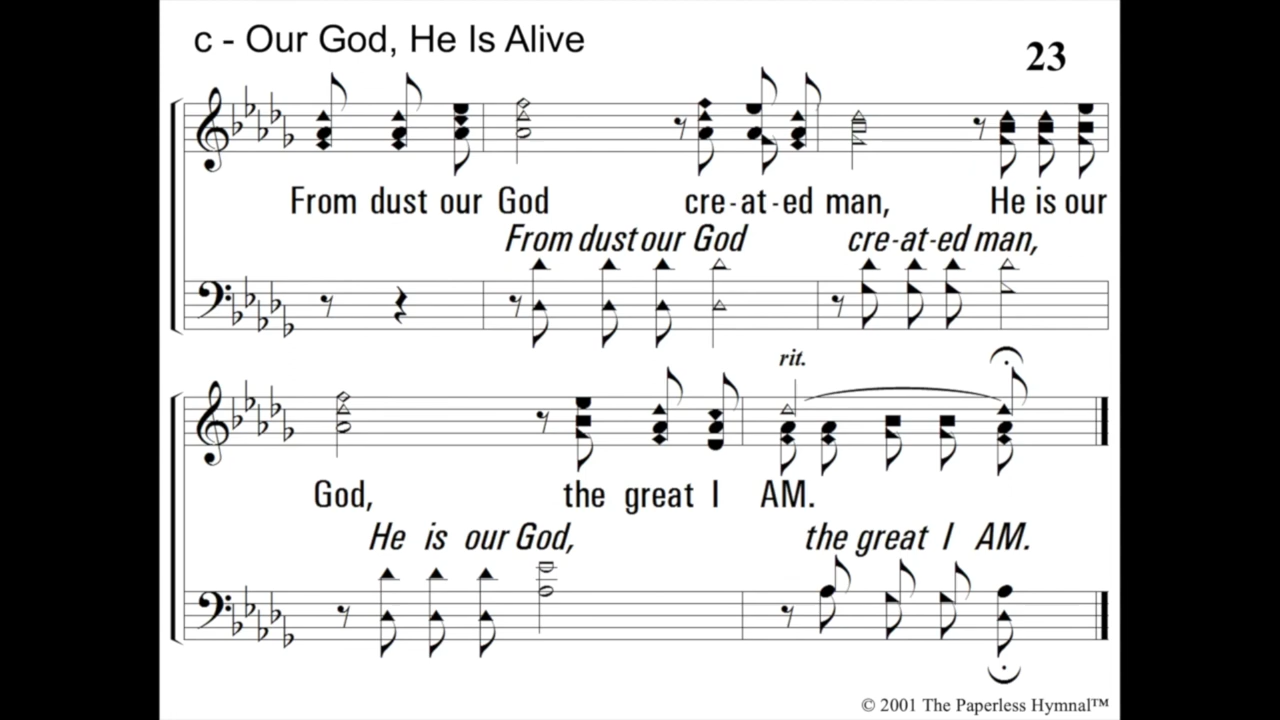 c - Our God, He Is Alive
23
From dust our God cre-at-ed man, He is our
From dust our God cre-at-ed man,
rit.
God, the great I AM.
He is our God, the great I AM.
© 2001 The Paperless Hymnal™